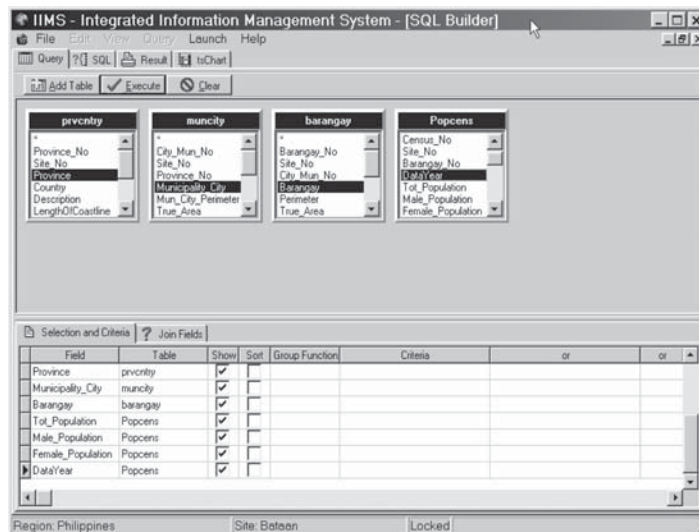 IIMS - Integrated Information Management System - [SQL Builder]
File Edit View Query Launch Help
Query ?{} SQL Result tsChart
Add Table Execute Clear
prvcntry
*
Province_No
Site_No
Province
Country
Description
LengthOfCoastline
muncity
*
City_Mun_No
Site_No
Province_No
Municipality_City
Mun_City_Perimeter
True_Area
barangay
*
Barangay_No
Site_No
City_Mun_No
Barangay
Perimeter
True_Area
Popcens
Census_No
Site_No
Barangay_No
DataYear
Tot_Population
Male_Population
Female_Population
Selection and Criteria ? Join Fields
Field Table Show Sort Group Function Criteria or or
Province prvcntry
Municipality_City muncity
Barangay barangay
Tot_Population Popcens
Male_Population Popcens
Female_Population Popcens
DataYear Popcens
Region: Philippines Site: Bataan Locked